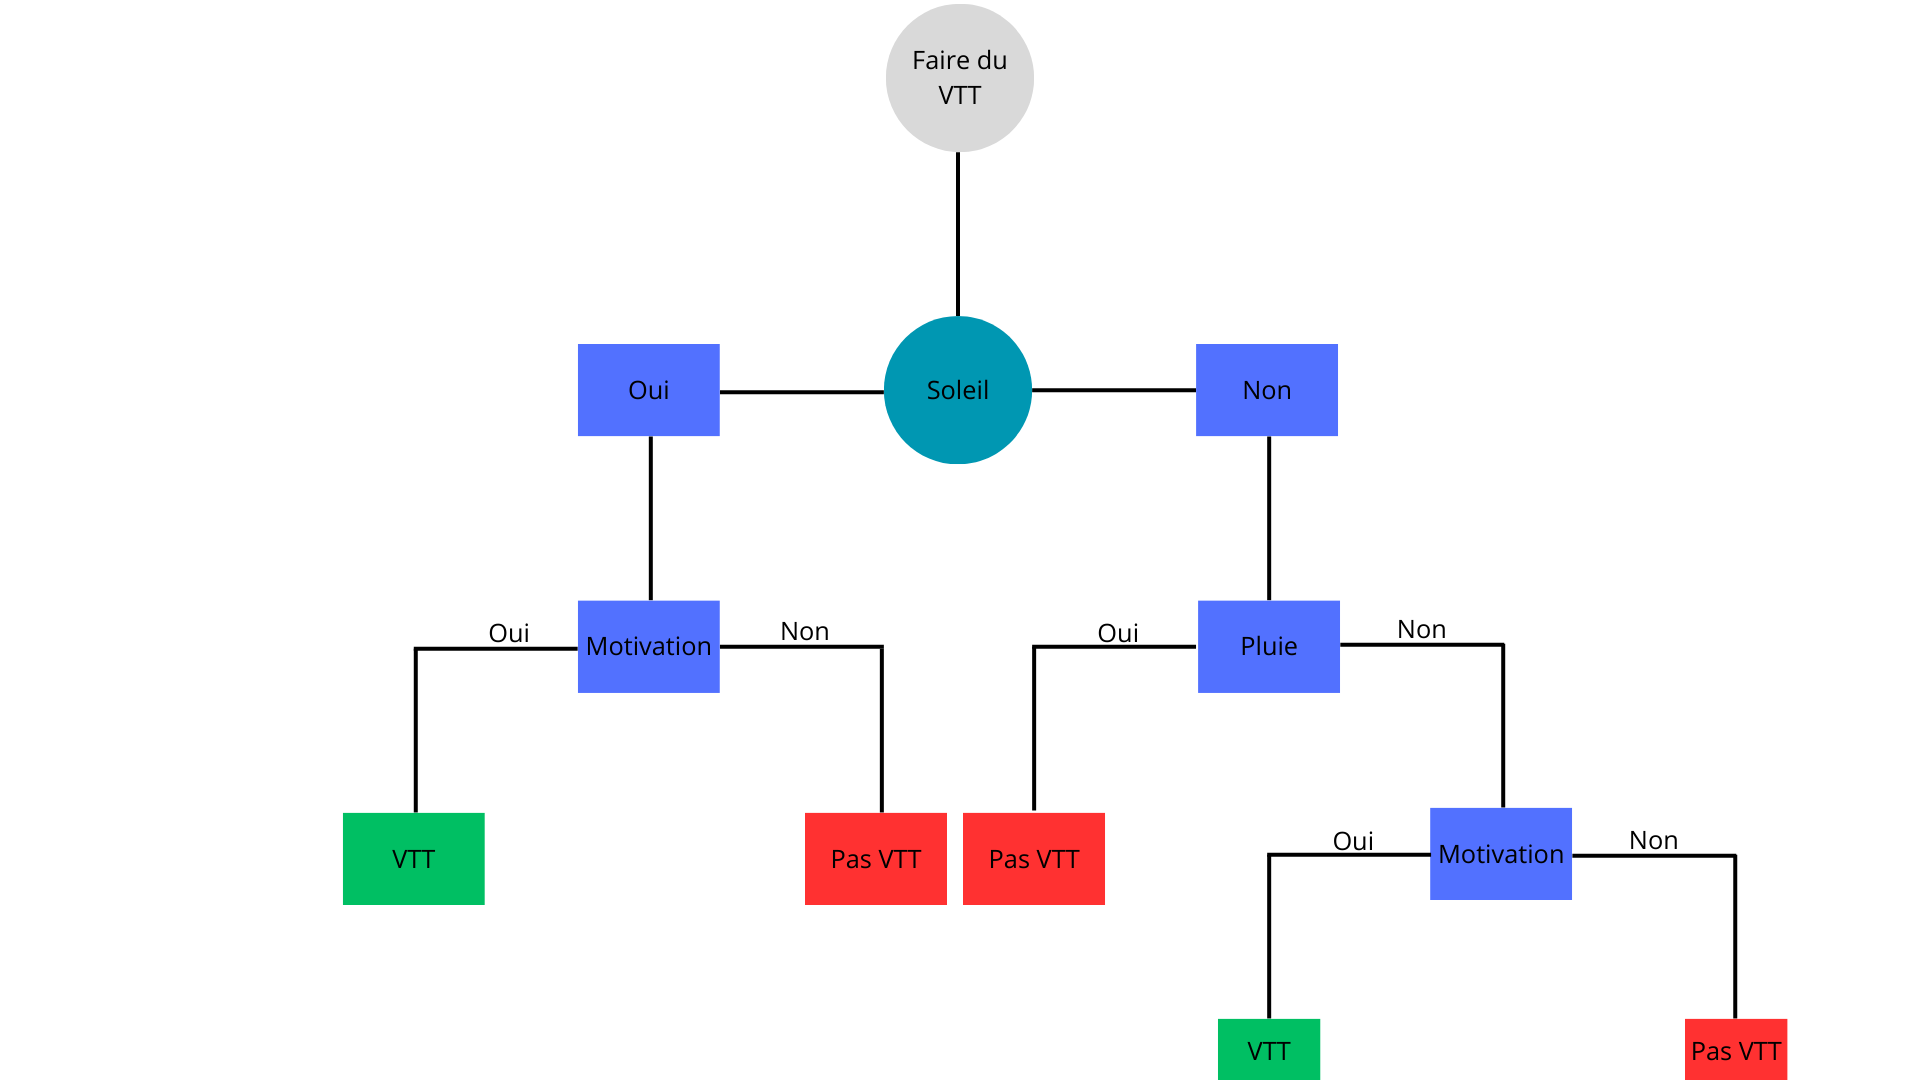 Faire du
VTT
Oui
Soleil
Non
Oui
Motivation
Non
Oui
Pluie
Non
VTT
Pas VTT
Pas VTT
Oui
Motivation
Non
VTT
Pas VTT